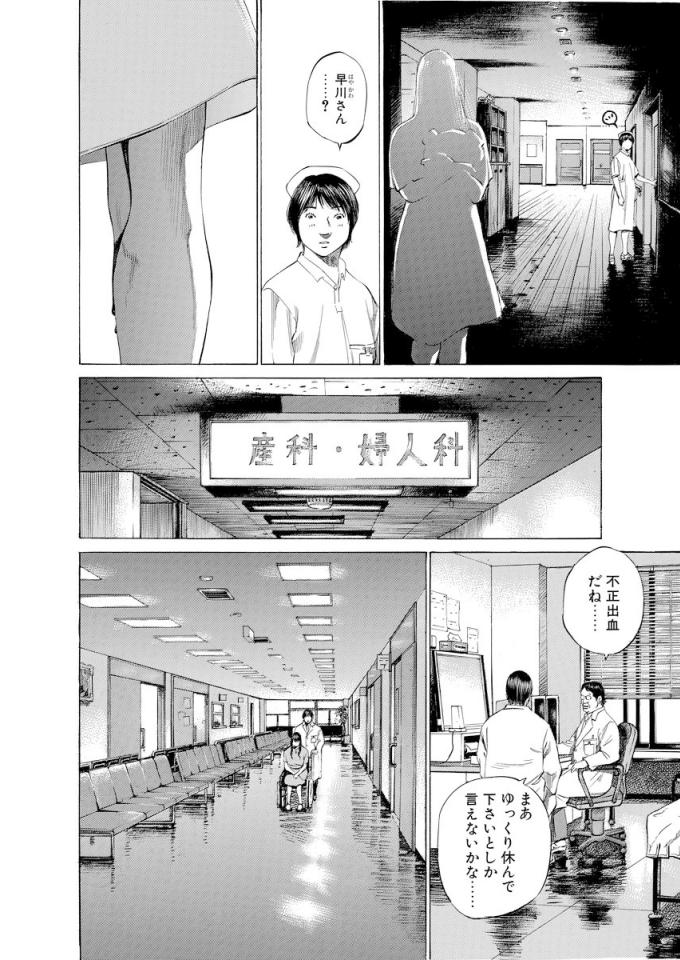 早川さん
……?
はやかわ
産科・婦人科
不正出血
だね……
まあ
ゆっくり休んで
下さいとしか
言えないかな……